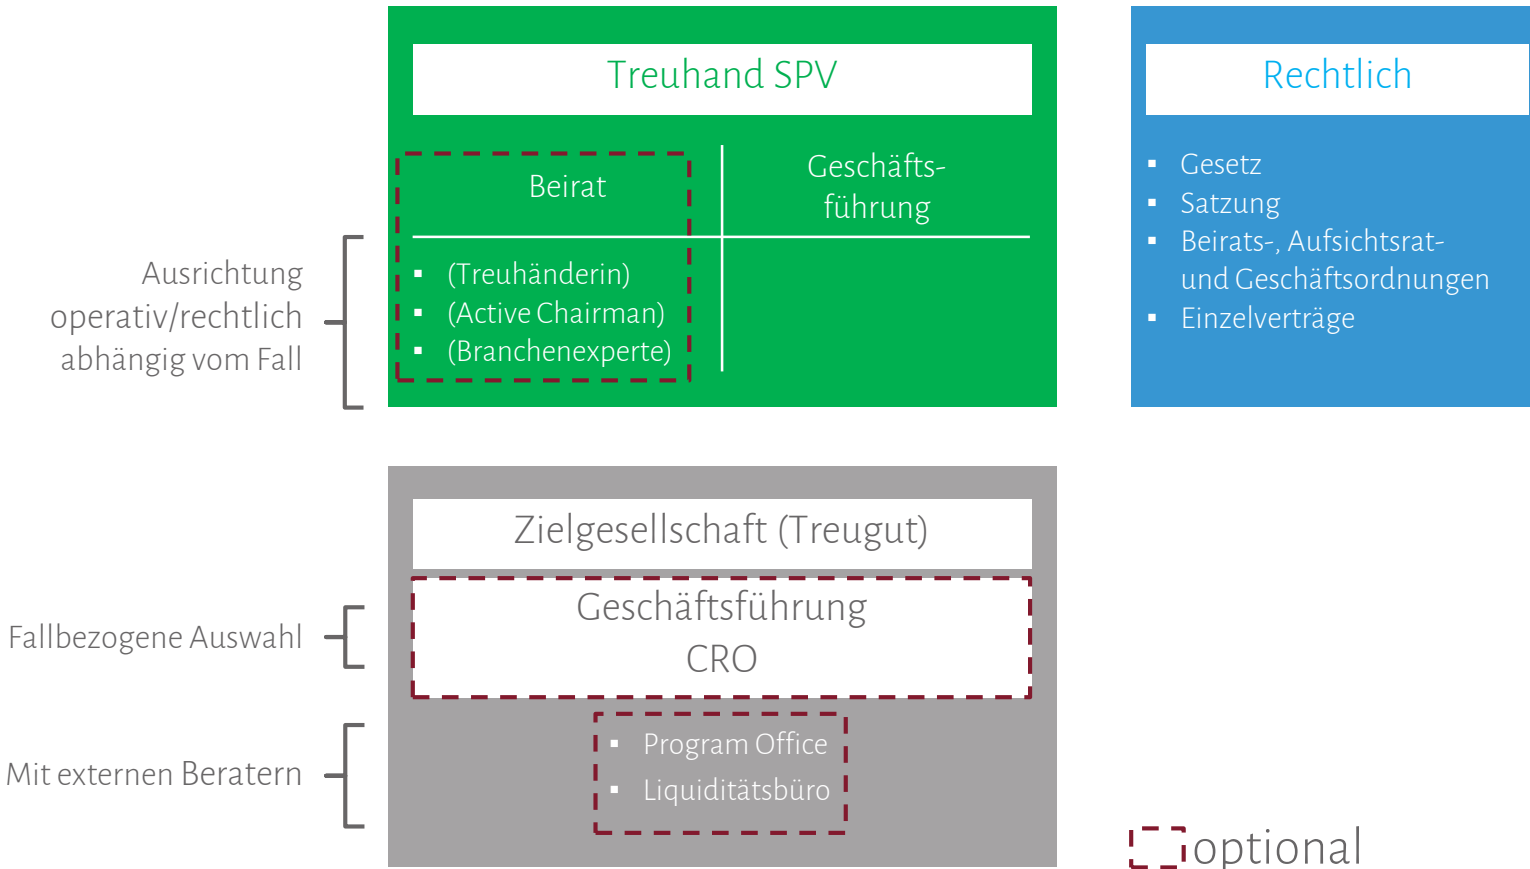 Treuhand SPV
Beirat
Geschäfts-
führung
▪ (Treuhänderin)
▪ (Active Chairman)
▪ (Branchenexperte)
Ausrichtung
operativ/rechtlich
abhängig vom Fall
Rechtlich
▪ Gesetz
▪ Satzung
▪ Beirats-, Aufsichtsrat-
und Geschäftsordnungen
▪ Einzelverträge
Zielgesellschaft (Treugut)
Geschäftsführung
CRO
Fallbezogene Auswahl
▪ Program Office
▪ Liquiditätsbüro
Mit externen Beratern
optional